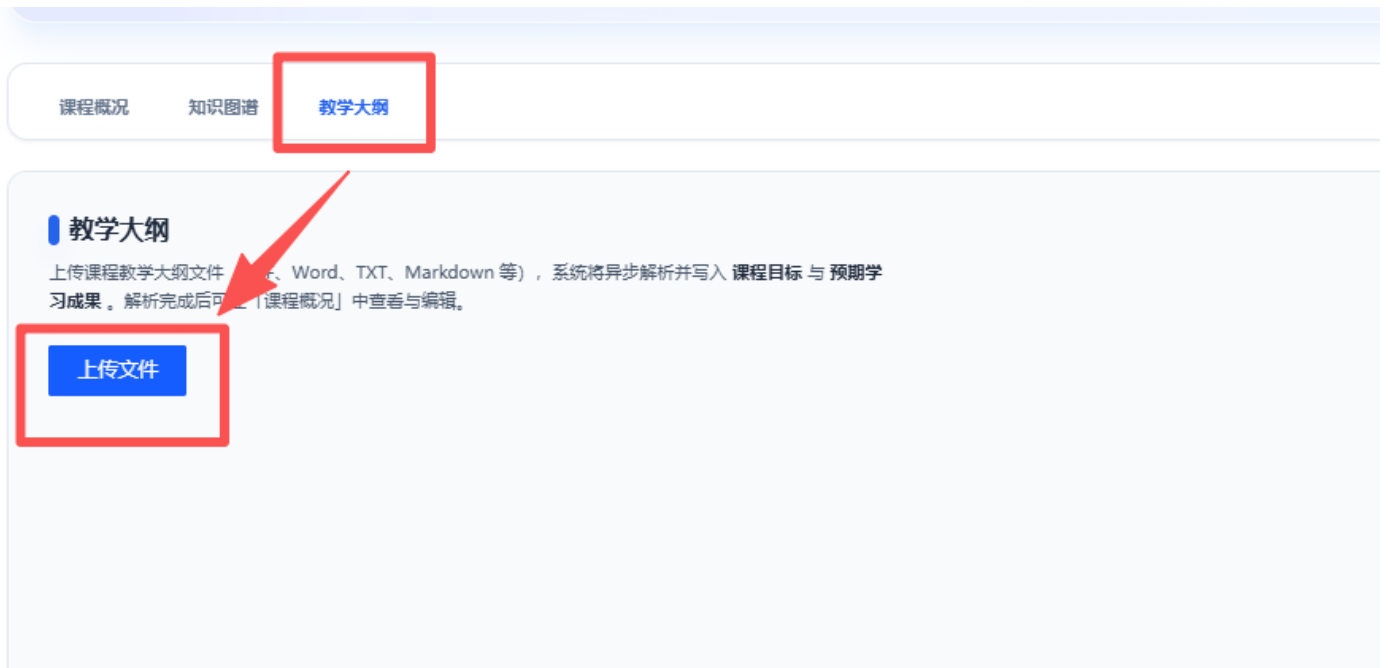 课程概况 知识图谱 教学大纲
教学大纲
上传课程教学大纲文件 、Word、TXT、Markdown 等），系统将异步解析并写入 课程目标 与 预期学
习成果 。解析完成后可 「课程概况」中查看与编辑。
上传文件